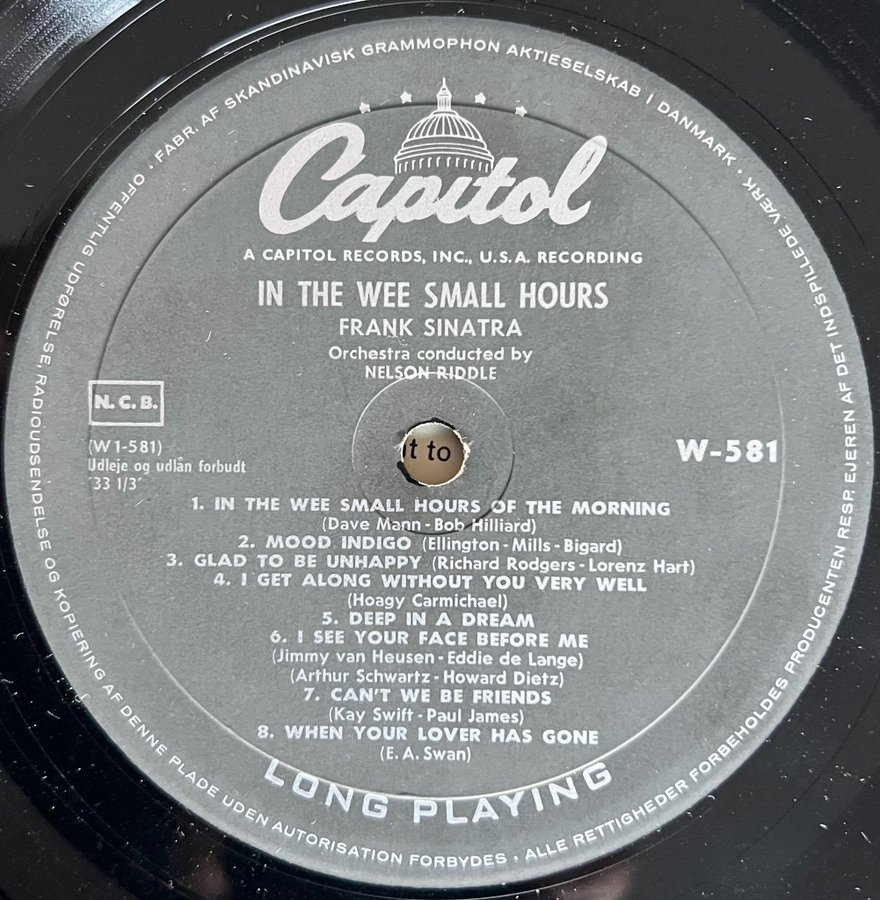 · FABR. AF SKANDINAVISK GRAMMOPHON AKTIESELSKAB I DANMARK ·
Capitol
A CAPITOL RECORDS, INC., U.S.A. RECORDING
IN THE WEE SMALL HOURS
FRANK SINATRA
Orchestra conducted by
NELSON RIDDLE
N.C.B.
(W1-581)
Udleje og udlån forbudt
'33 1/3'
t to
W-581
1. IN THE WEE SMALL HOURS OF THE MORNING
(Dave Mann - Bob Hilliard)
2. MOOD INDIGO (Ellington - Mills - Bigard)
3. GLAD TO BE UNHAPPY (Richard Rodgers - Lorenz Hart)
4. I GET ALONG WITHOUT YOU VERY WELL
(Hoagy Carmichael)
5. DEEP IN A DREAM
6. I SEE YOUR FACE BEFORE ME
(Jimmy van Heusen - Eddie de Lange)
(Arthur Schwartz - Howard Dietz)
7. CAN'T WE BE FRIENDS
(Kay Swift - Paul James)
8. WHEN YOUR LOVER HAS GONE
(E. A. Swan)
LONG PLAYING
OFFENTLIG UDFØRELSE, RADIOUDSENDELSE OG KOPIERING AF DENNE PLADE UDEN AUTORISATION FORBYDES · ALLE RETTIGHEDER FORBEHOLDES PRODUCENTEN RESP. EJEREN AF DET INDSPILLEDE VÆRK ·